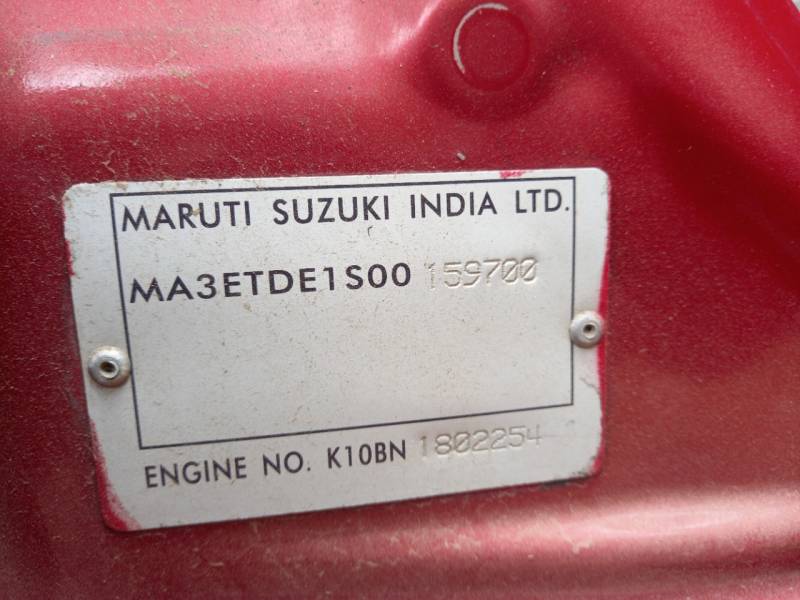 MARUTI SUZUKI INDIA LTD.
MA3ETDE1S00 159700
ENGINE NO. K10BN 1802254